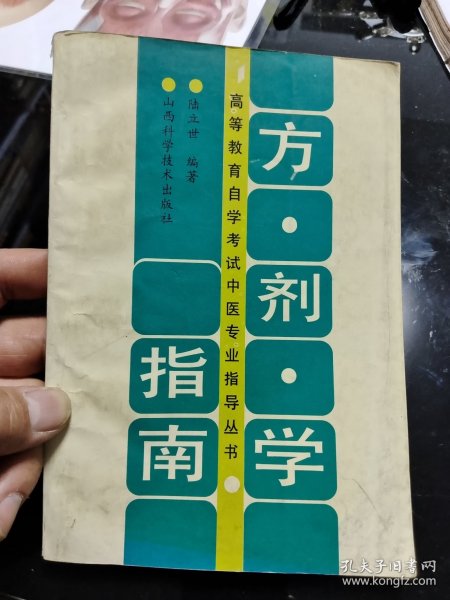 方·剂·学
指南
高等教育自学考试中医专业指导丛书
陆立世 编著
山西科学技术出版社
孔夫子旧书网
www.kongfz.com